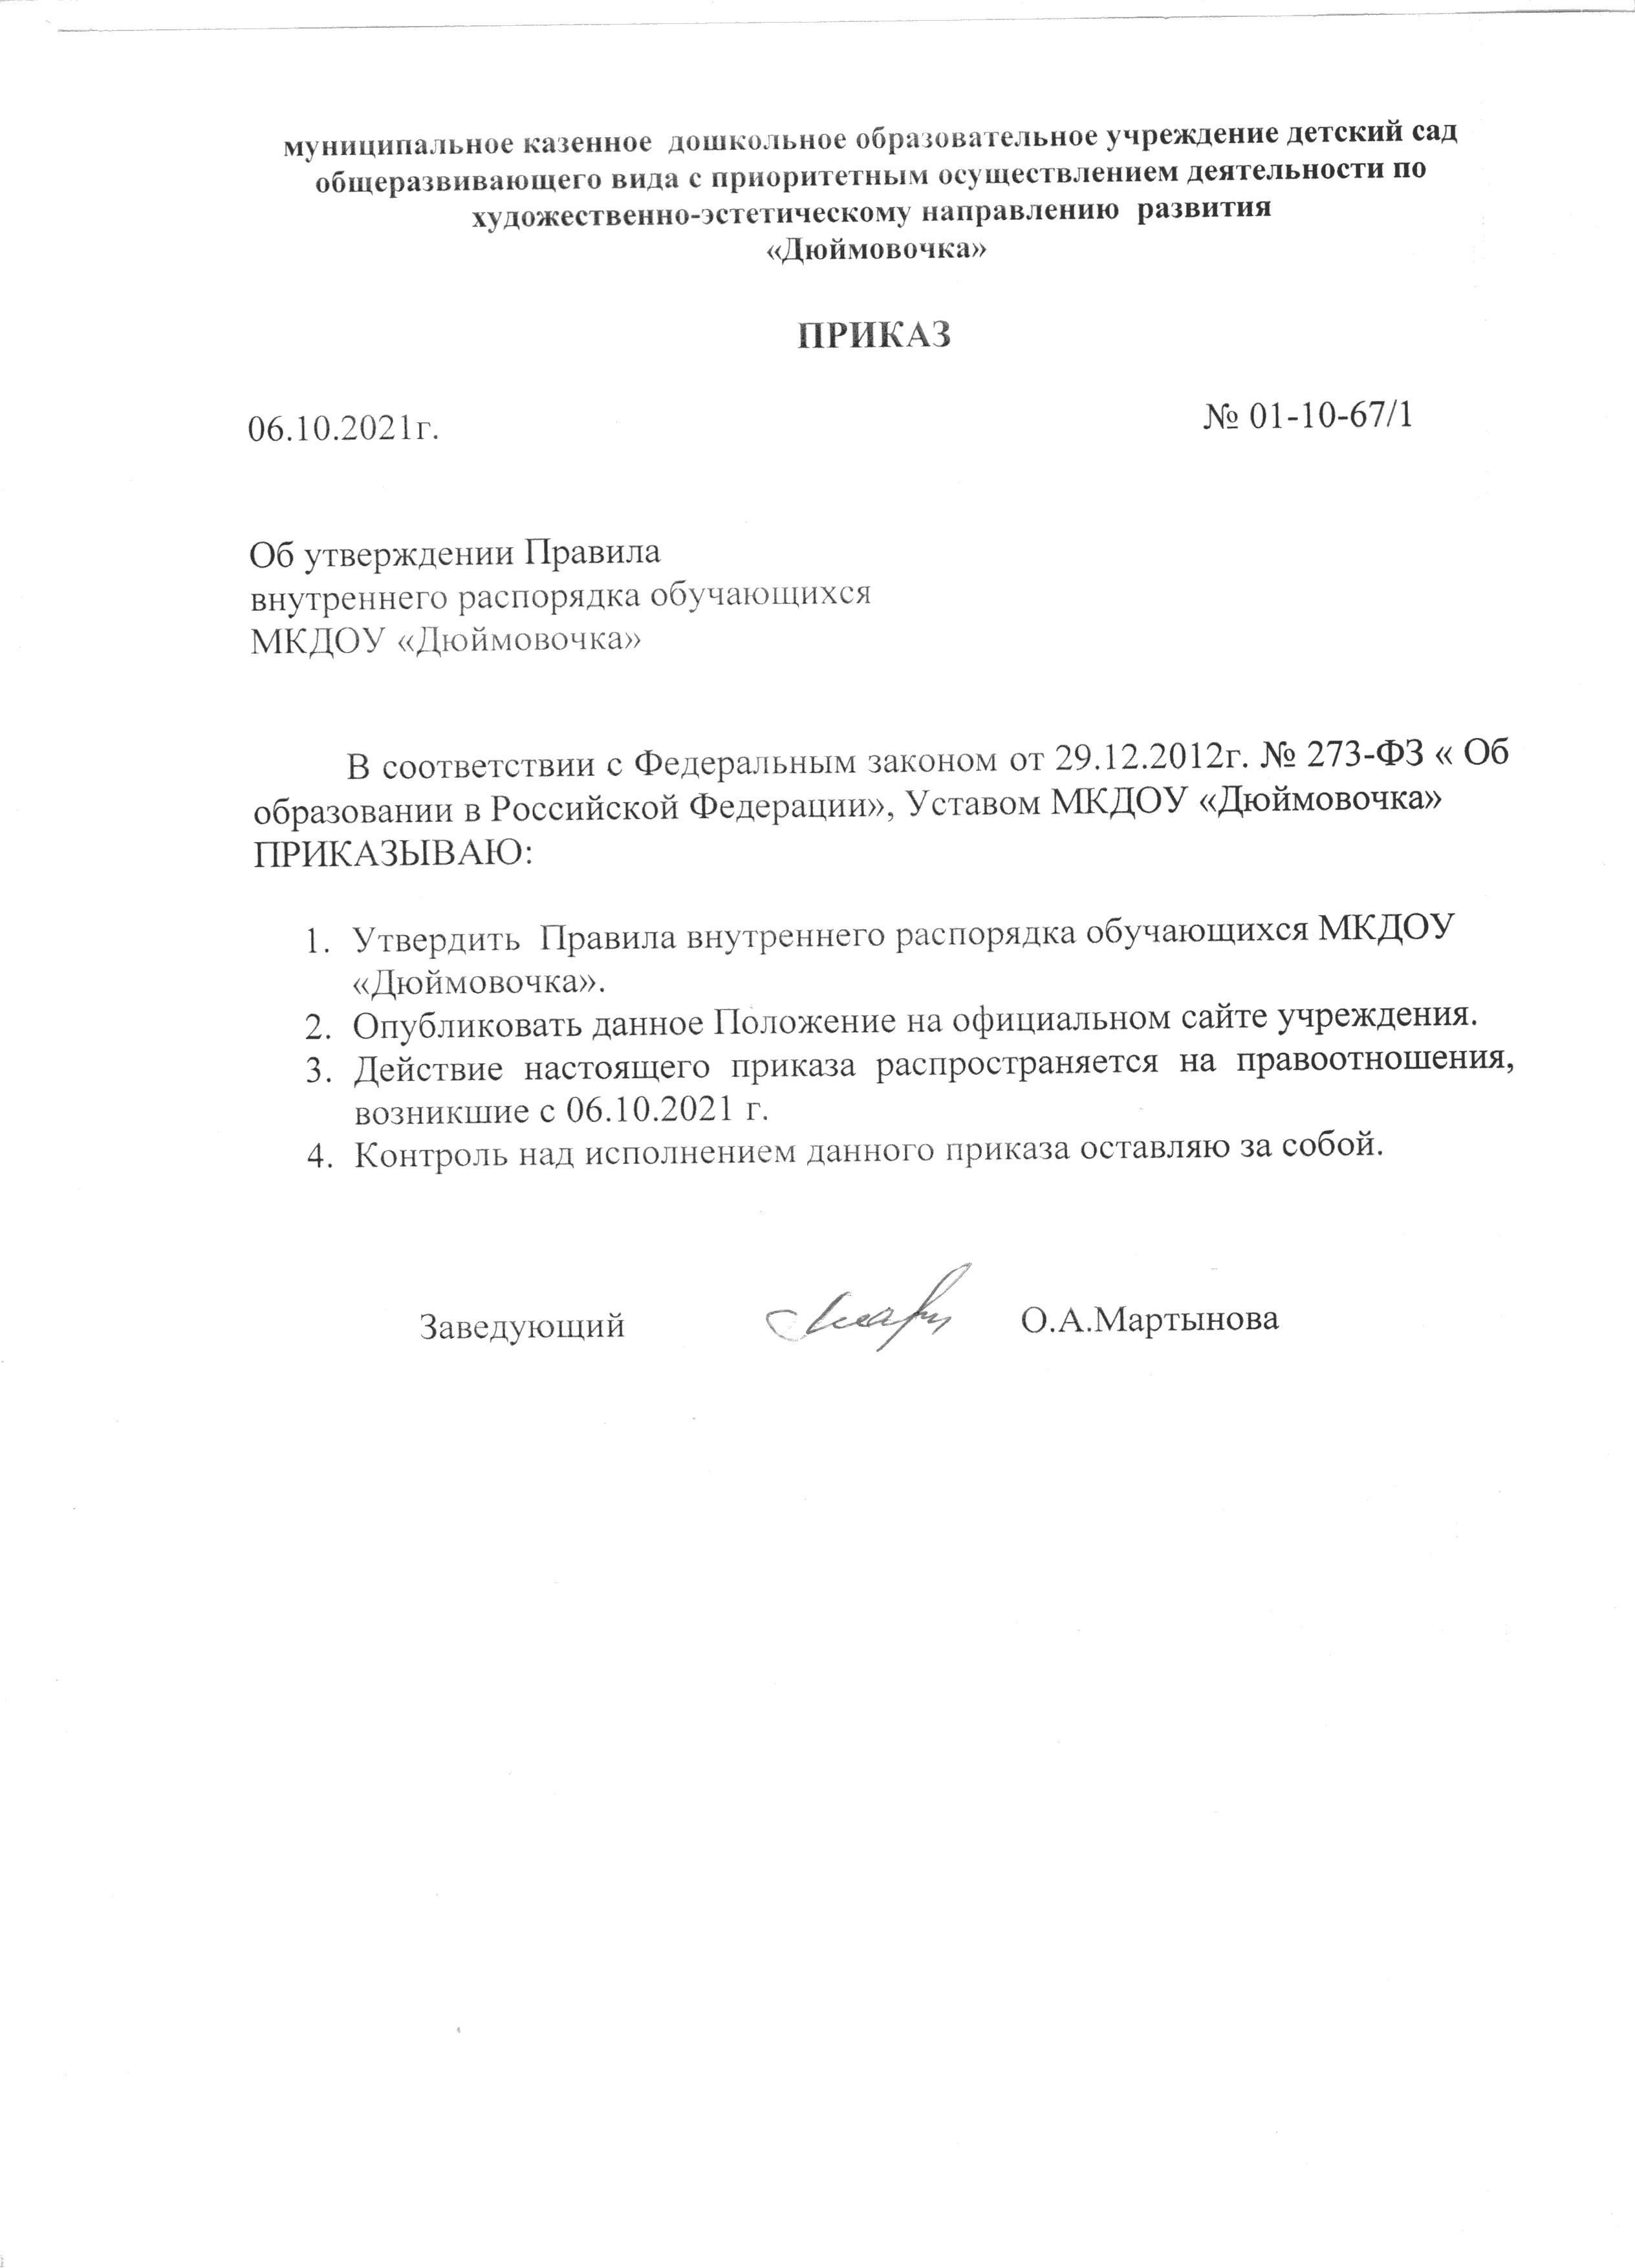 муниципальное казенное дошкольное образовательное учреждение детский сад
общеразвивающего вида с приоритетным осуществлением деятельности по
художественно-эстетическому направлению развития
«Дюймовочка»
ПРИКАЗ
06.10.2021г. № 01-10-67/1
Об утверждении Правила
внутреннего распорядка обучающихся
МКДОУ «Дюймовочка»
В соответствии с Федеральным законом от 29.12.2012г. № 273-ФЗ « Об
образовании в Российской Федерации», Уставом МКДОУ «Дюймовочка»
ПРИКАЗЫВАЮ:
1. Утвердить Правила внутреннего распорядка обучающихся МКДОУ
«Дюймовочка».
2. Опубликовать данное Положение на официальном сайте учреждения.
3. Действие настоящего приказа распространяется на правоотношения,
возникшие с 06.10.2021 г.
4. Контроль над исполнением данного приказа оставляю за собой.
Заведующий О.А.Мартынова